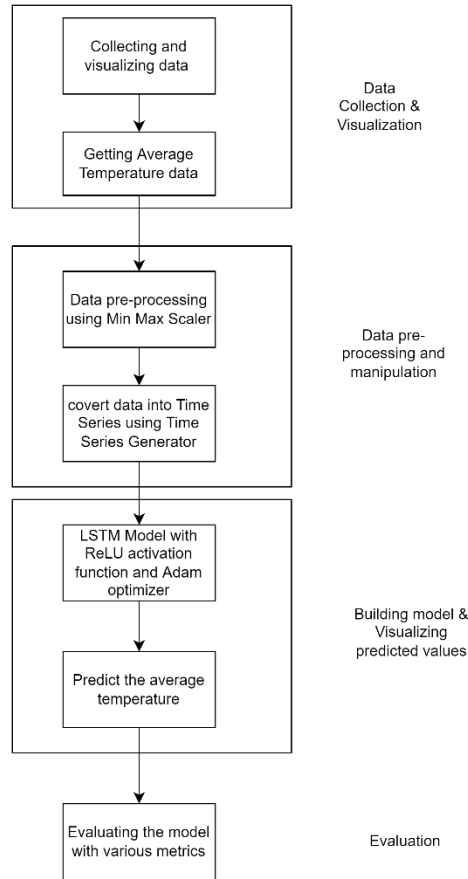 Collecting and
visualizing data
Data
Collection &
Visualization
Getting Average
Temperature data
Data pre-processing
using Min Max Scaler
Data pre-
processing and
manipulation
covert data into Time
Series using Time
Series Generator
LSTM Model with
ReLU activation
function and Adam
optimizer
Building model &
Visualizing
predicted values
Predict the average
temperature
Evaluating the model
with various metrics
Evaluation